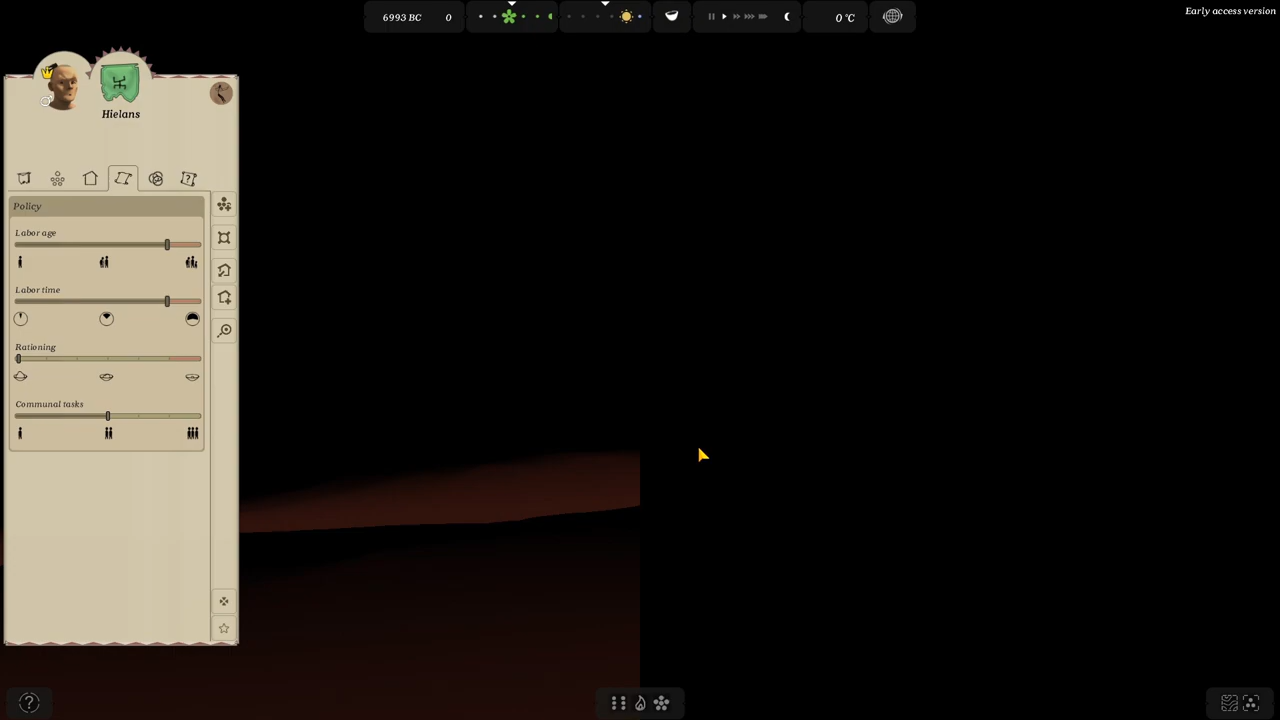 6993 BC 0
0 °C
Early access version
Hielans
Policy
Labor age
Labor time
Rationing
Communal tasks